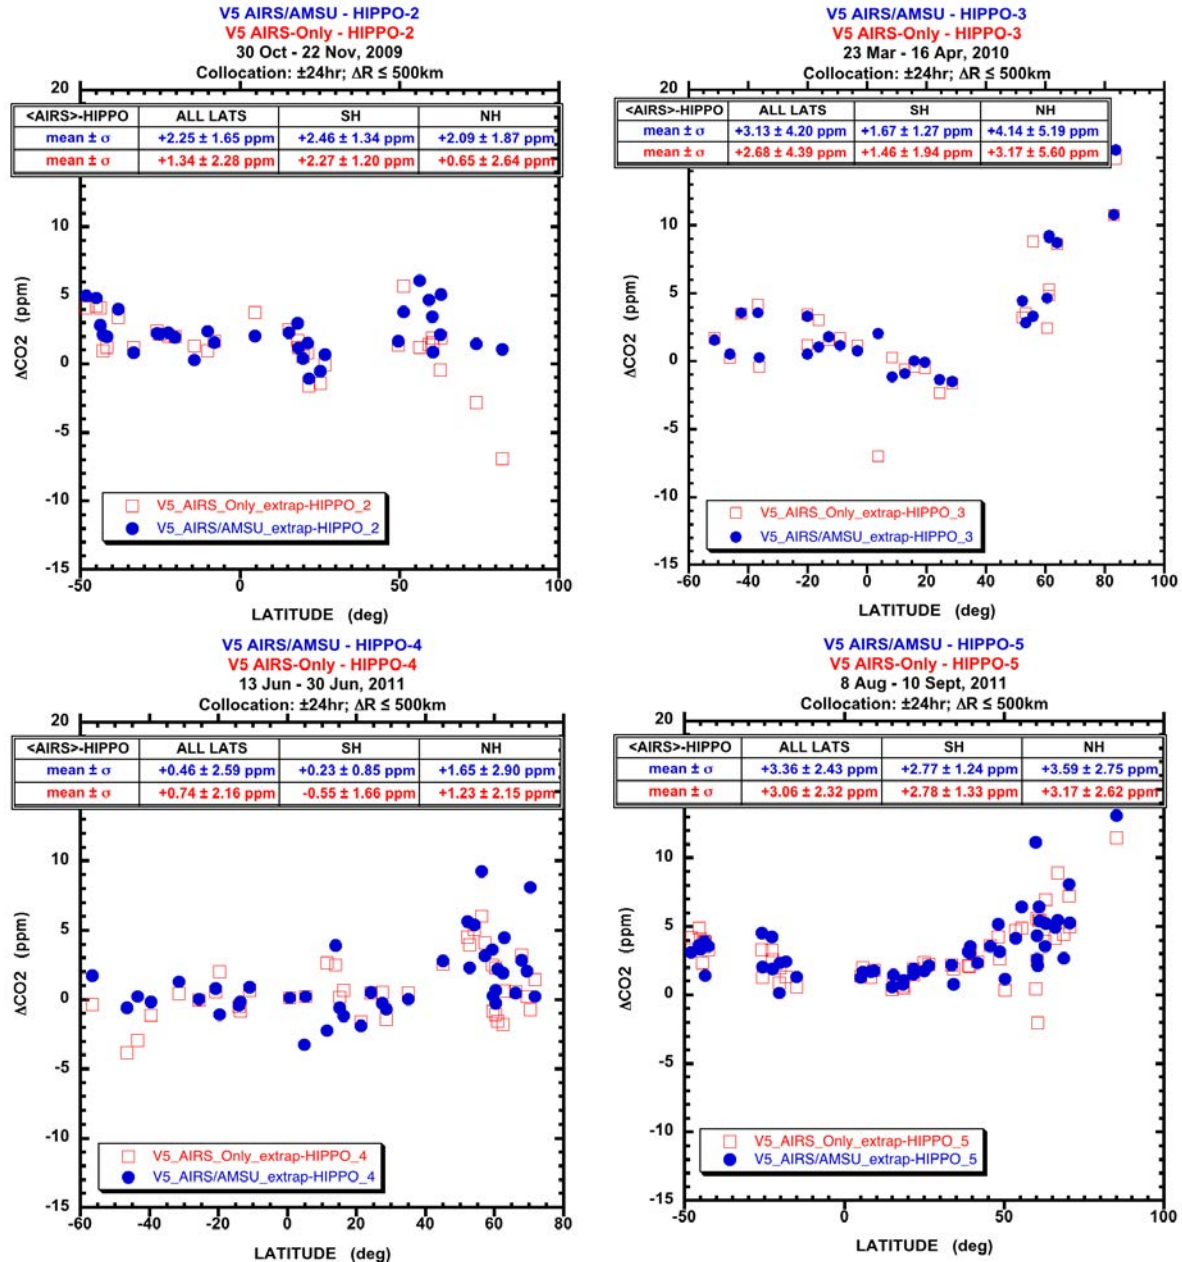 V5 AIRS/AMSU - HIPPO-2
V5 AIRS-Only - HIPPO-2
30 Oct - 22 Nov, 2009
Collocation: ±24hr; ΔR ≤ 500km
20
<AIRS>-HIPPO ALL LATS SH NH
mean ± σ +2.25 ± 1.65 ppm +2.46 ± 1.34 ppm +2.09 ± 1.87 ppm
mean ± σ +1.34 ± 2.28 ppm +2.27 ± 1.20 ppm +0.65 ± 2.64 ppm
10
5
0
-5
-10
-15
ΔCO2 (ppm)
V5_AIRS_Only_extrap-HIPPO_2
V5_AIRS/AMSU_extrap-HIPPO_2
-50 0 50 100
LATITUDE (deg)
V5 AIRS/AMSU - HIPPO-3
V5 AIRS-Only - HIPPO-3
23 Mar - 16 Apr, 2010
Collocation: ±24hr; ΔR ≤ 500km
20
<AIRS>-HIPPO ALL LATS SH NH
mean ± σ +3.13 ± 4.20 ppm +1.67 ± 1.27 ppm +4.14 ± 5.19 ppm
mean ± σ +2.68 ± 4.39 ppm +1.46 ± 1.94 ppm +3.17 ± 5.60 ppm
10
5
0
-5
-10
-15
ΔCO2 (ppm)
V5_AIRS_Only_extrap-HIPPO_3
V5_AIRS/AMSU_extrap-HIPPO_3
-60 -40 -20 0 20 40 60 80 100
LATITUDE (deg)
V5 AIRS/AMSU - HIPPO-4
V5 AIRS-Only - HIPPO-4
13 Jun - 30 Jun, 2011
Collocation: ±24hr; ΔR ≤ 500km
20
<AIRS>-HIPPO ALL LATS SH NH
mean ± σ +0.46 ± 2.59 ppm +0.23 ± 0.85 ppm +1.65 ± 2.90 ppm
mean ± σ +0.74 ± 2.16 ppm -0.55 ± 1.66 ppm +1.23 ± 2.15 ppm
10
5
0
-5
-10
-15
ΔCO2 (ppm)
V5_AIRS_Only_extrap-HIPPO_4
V5_AIRS/AMSU_extrap-HIPPO_4
-60 -40 -20 0 20 40 60 80
LATITUDE (deg)
V5 AIRS/AMSU - HIPPO-5
V5 AIRS-Only - HIPPO-5
8 Aug - 10 Sept, 2011
Collocation: ±24hr; ΔR ≤ 500km
20
<AIRS>-HIPPO ALL LATS SH NH
mean ± σ +3.36 ± 2.43 ppm +2.77 ± 1.24 ppm +3.59 ± 2.75 ppm
mean ± σ +3.06 ± 2.32 ppm +2.78 ± 1.33 ppm +3.17 ± 2.62 ppm
10
5
0
-5
-10
-15
ΔCO2 (ppm)
V5_AIRS_Only_extrap-HIPPO_5
V5_AIRS/AMSU_extrap-HIPPO_5
-50 0 50 100
LATITUDE (deg)